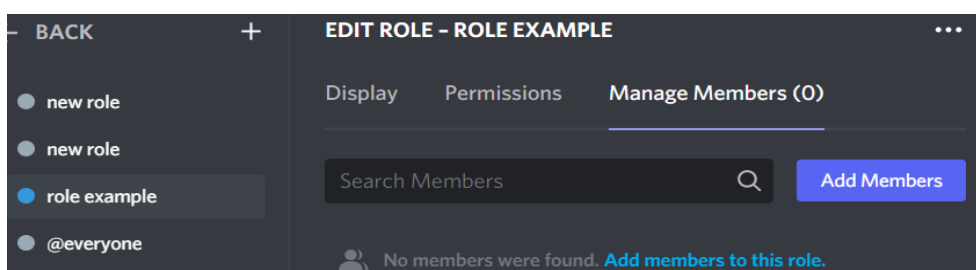 BACK
+
new role
new role
role example
@everyone
EDIT ROLE – ROLE EXAMPLE
Display Permissions Manage Members (0)
Search Members
Add Members
No members were found. Add members to this role.